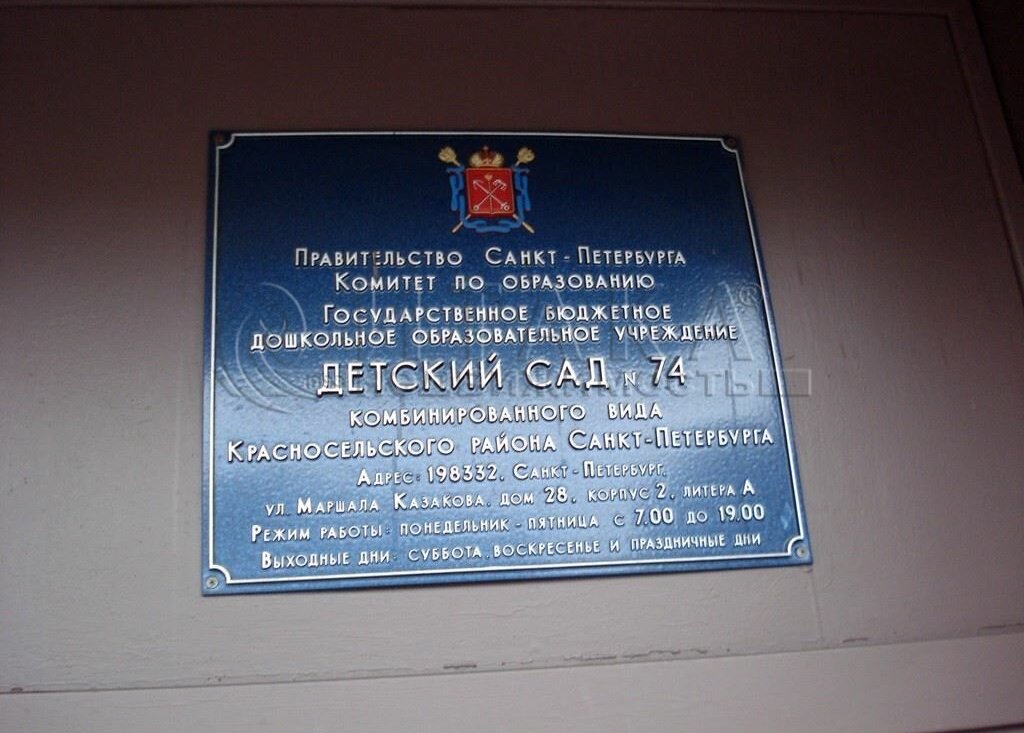 Правительство Санкт-Петербурга
Комитет по образованию
Государственное бюджетное
дошкольное образовательное учреждение
ДЕТСКИЙ САД N 74
комбинированного вида
Красносельского района Санкт-Петербурга
Адрес: 198332, Санкт-Петербург,
ул. Маршала Казакова, дом 28, корпус 2, литера А
Режим работы: понедельник - пятница с 7.00 до 19.00
Выходные дни: суббота, воскресенье и праздничные дни